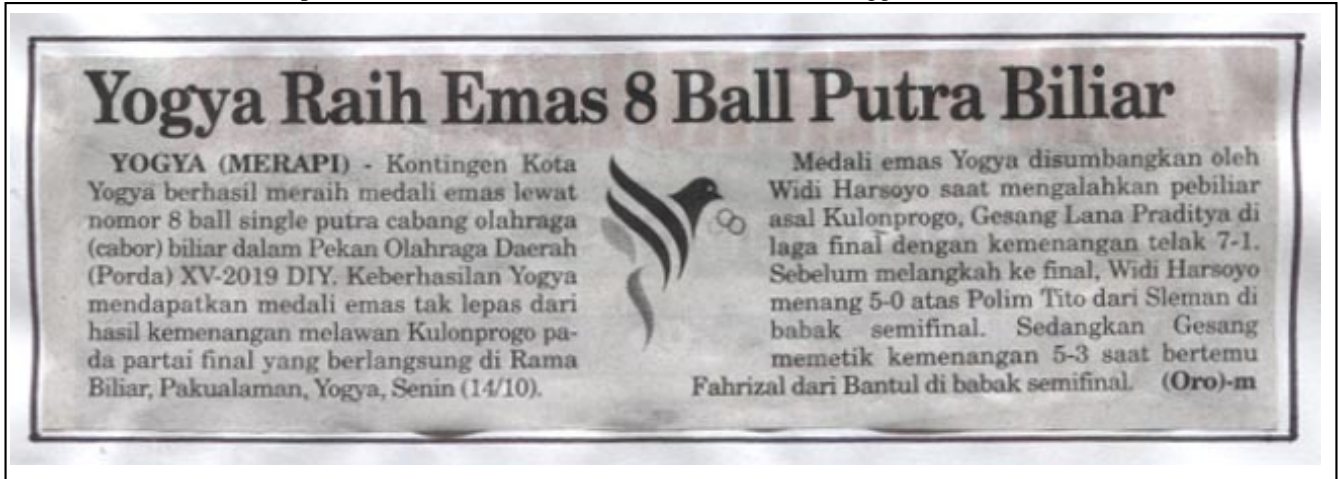 Yogya Raih Emas 8 Ball Putra Biliar
YOGYA (MERAPI) - Kontingen Kota
Yogya berhasil meraih medali emas lewat
nomor 8 ball single putra cabang olahraga
(cabor) biliar dalam Pekan Olahraga Daerah
(Porda) XV-2019 DIY. Keberhasilan Yogya
mendapatkan medali emas tak lepas dari
hasil kemenangan melawan Kulonprogo pa-
da partai final yang berlangsung di Rama
Biliar, Pakualaman, Yogya, Senin (14/10).
Medali emas Yogya disumbangkan oleh
Widi Harsoyo saat mengalahkan pebiliar
asal Kulonprogo, Gesang Lana Praditya di
laga final dengan kemenangan telak 7-1.
Sebelum melangkah ke final, Widi Harsoyo
menang 5-0 atas Polim Tito dari Sleman di
babak semifinal. Sedangkan Gesang
memetik kemenangan 5-3 saat bertemu
Fahrizal dari Bantul di babak semifinal. (Oro)-m